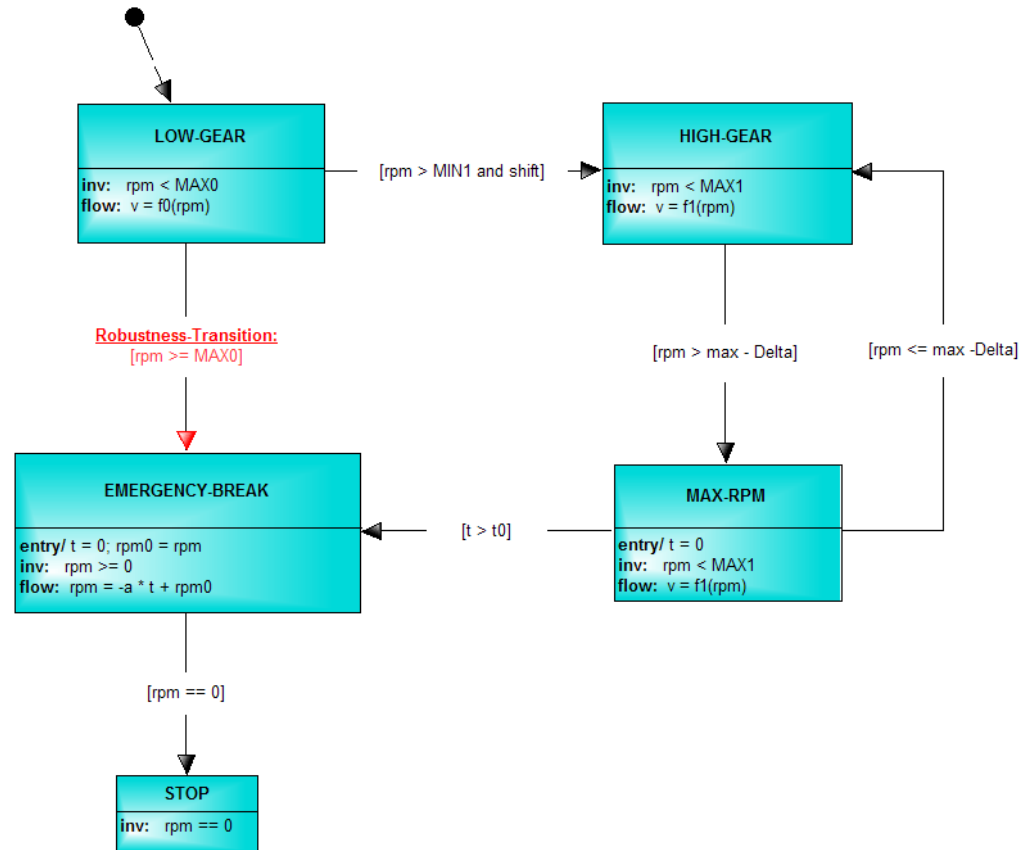 LOW-GEAR
inv: rpm < MAX0
flow: v = f0(rpm)
[rpm > MIN1 and shift]
HIGH-GEAR
inv: rpm < MAX1
flow: v = f1(rpm)
Robustness-Transition:
[rpm >= MAX0]
[rpm > max - Delta]
[rpm <= max -Delta]
EMERGENCY-BREAK
entry/ t = 0; rpm0 = rpm
inv: rpm >= 0
flow: rpm = -a * t + rpm0
[t > t0]
MAX-RPM
entry/ t = 0
inv: rpm < MAX1
flow: v = f1(rpm)
[rpm == 0]
STOP
inv: rpm == 0